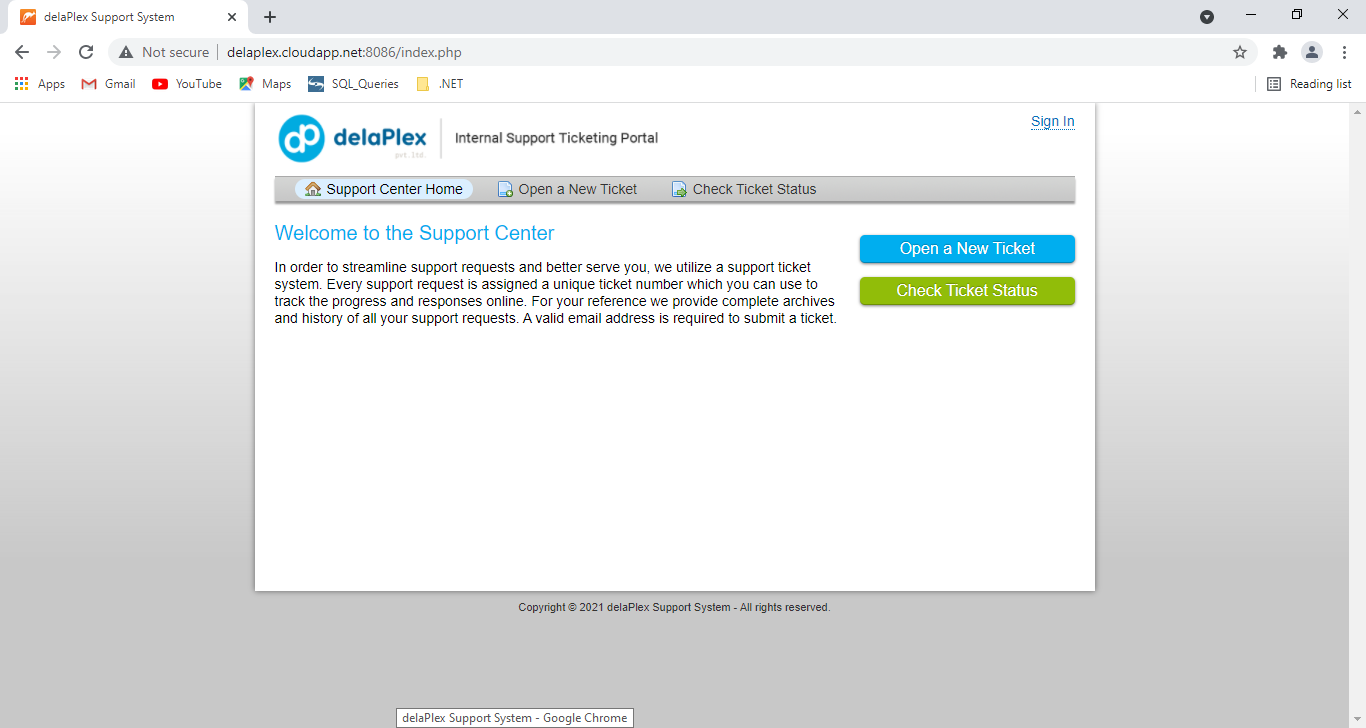 delaPlex Support System
Not secure
delaplex.cloudapp.net:8086/index.php
Apps Gmail YouTube Maps SQL_Queries .NET Reading list
dp delaPlex
pvt. ltd.
Internal Support Ticketing Portal
Sign In
Support Center Home Open a New Ticket Check Ticket Status
Welcome to the Support Center
In order to streamline support requests and better serve you, we utilize a support ticket
system. Every support request is assigned a unique ticket number which you can use to
track the progress and responses online. For your reference we provide complete archives
and history of all your support requests. A valid email address is required to submit a ticket.
Open a New Ticket
Check Ticket Status
Copyright © 2021 delaPlex Support System - All rights reserved.
delaPlex Support System - Google Chrome